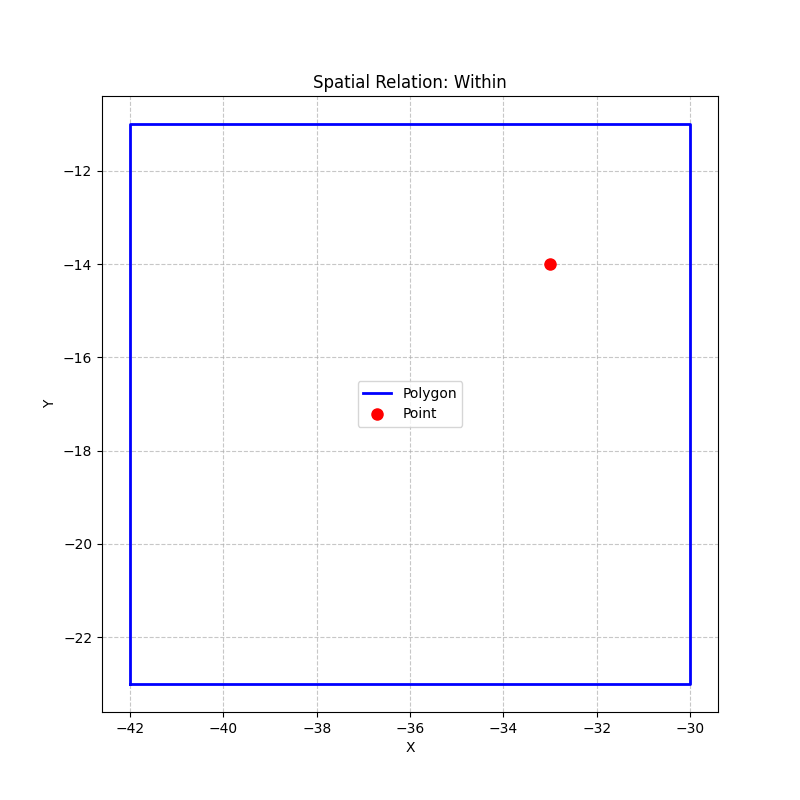 Spatial Relation: Within
−12
−14
−16
−18
−20
−22
Y
Polygon
Point
−42 −40 −38 −36 −34 −32 −30
X